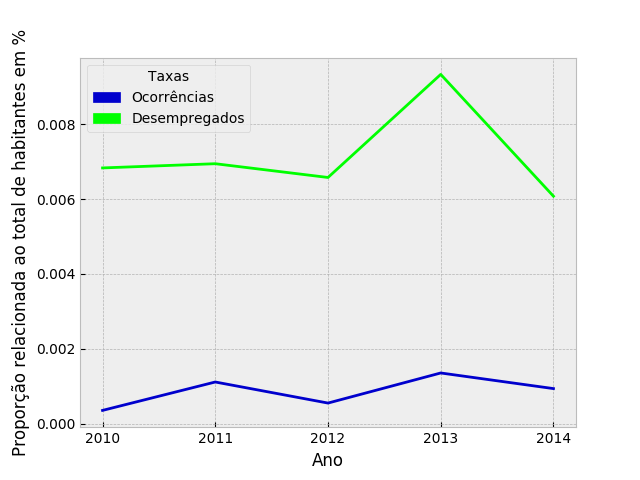 Proporção relacionada ao total de habitantes em %
Taxas
Ocorrências
Desempregados
0.008
0.006
0.004
0.002
0.000
2010 2011 2012 2013 2014
Ano